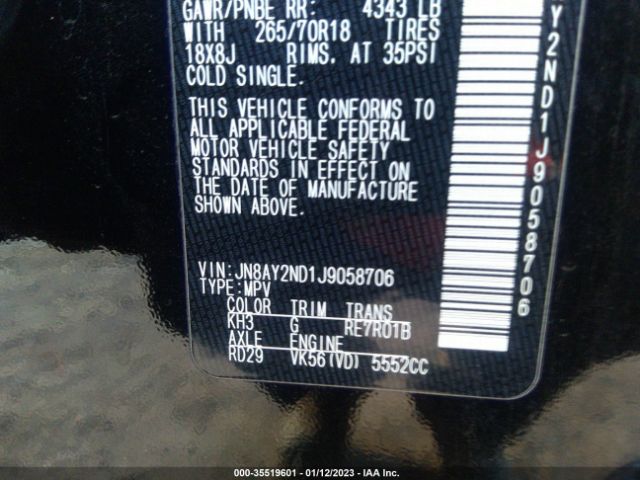 GAWR/PNBE RR: 4343 LB
WITH 265/70R18 TIRES
18X8J RIMS. AT 35PSI
COLD SINGLE.
THIS VEHICLE CONFORMS TO
ALL APPLICABLE FEDERAL
MOTOR VEHICLE SAFETY
STANDARDS IN EFFECT ON
THE DATE OF MANUFACTURE
SHOWN ABOVE.
VIN:JN8AY2ND1J9058706
TYPE:MPV
COLOR TRIM TRANS
KH3 G RE7R01B
AXLE ENGINE
RD29 VK56(VD) 5552CC
Y2ND1J9058706
000-35519601 - 01/12/2023 - IAA Inc.